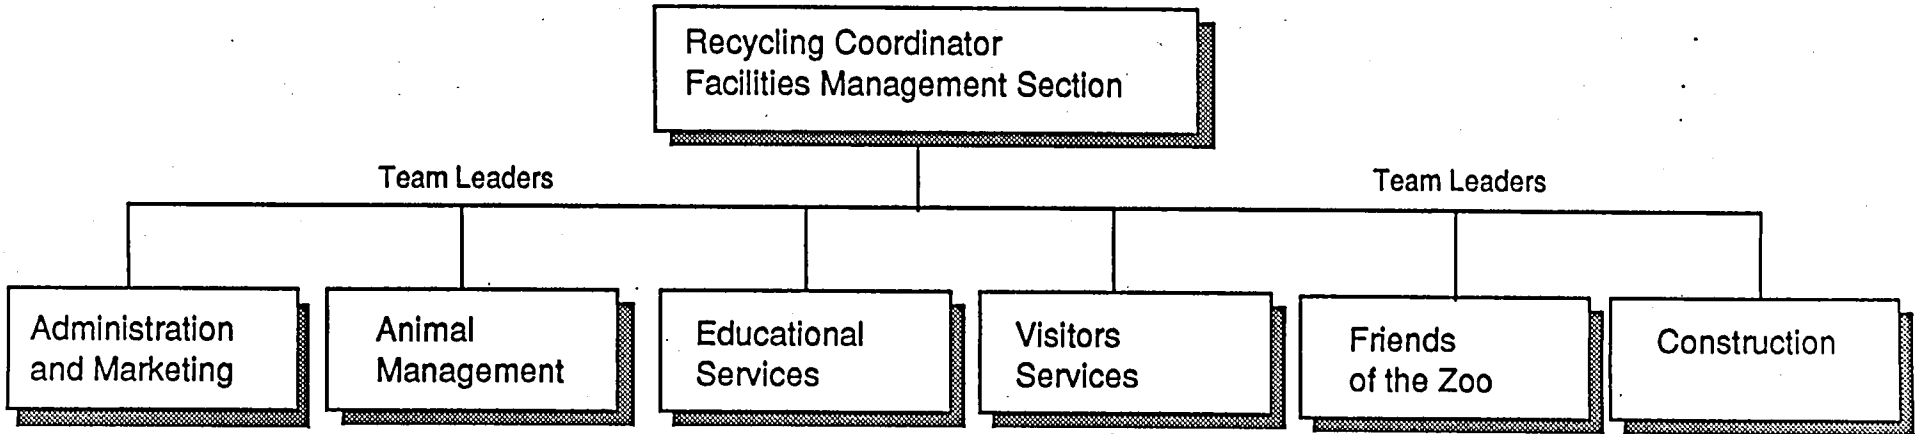 Recycling Coordinator
Facilities Management Section
Team Leaders
Team Leaders
Administration
and Marketing
Animal
Management
Educational
Services
Visitors
Services
Friends
of the Zoo
Construction